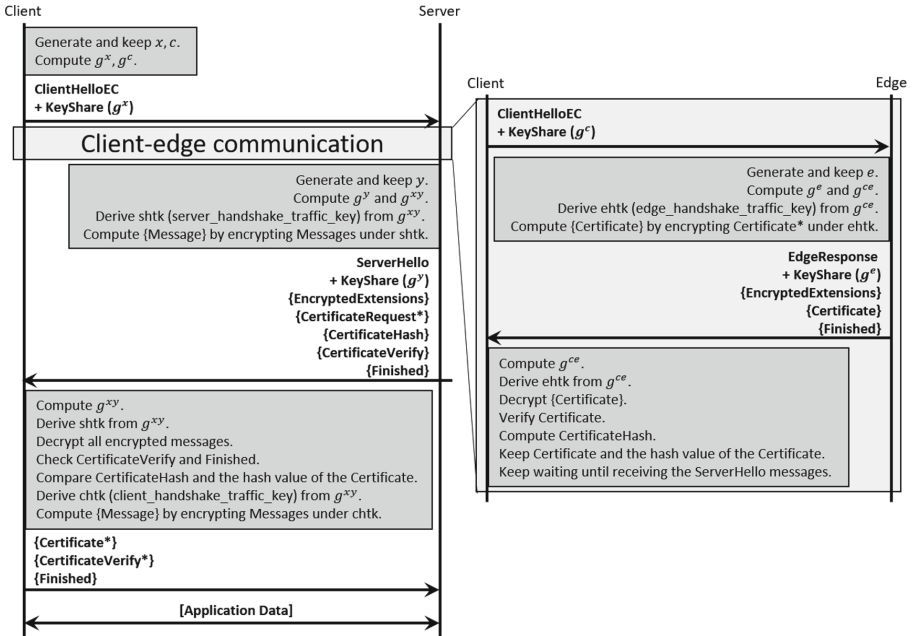 Client
Server
Generate and keep x, c.
Compute g^x, g^c.
ClientHelloEC
+ KeyShare (g^x)
Client-edge communication
Generate and keep y.
Compute g^y and g^xy.
Derive shtk (server_handshake_traffic_key) from g^xy.
Compute {Message} by encrypting Messages under shtk.
ServerHello
+ KeyShare (g^y)
{EncryptedExtensions}
{CertificateRequest*}
{CertificateHash}
{CertificateVerify}
{Finished}
Compute g^xy.
Derive shtk from g^xy.
Decrypt all encrypted messages.
Check CertificateVerify and Finished.
Compare CertificateHash and the hash value of the Certificate.
Derive chtk (client_handshake_traffic_key) from g^xy.
Compute {Message} by encrypting Messages under chtk.
{Certificate*}
{CertificateVerify*}
{Finished}
[Application Data]
Client
Edge
ClientHelloEC
+ KeyShare (g^c)
Generate and keep e.
Compute g^e and g^ce.
Derive ehtk (edge_handshake_traffic_key) from g^ce.
Compute {Certificate} by encrypting Certificate* under ehtk.
EdgeResponse
+ KeyShare (g^e)
{EncryptedExtensions}
{Certificate}
{Finished}
Compute g^ce.
Derive ehtk from g^ce.
Decrypt {Certificate}.
Verify Certificate.
Compute CertificateHash.
Keep Certificate and the hash value of the Certificate.
Keep waiting until receiving the ServerHello messages.